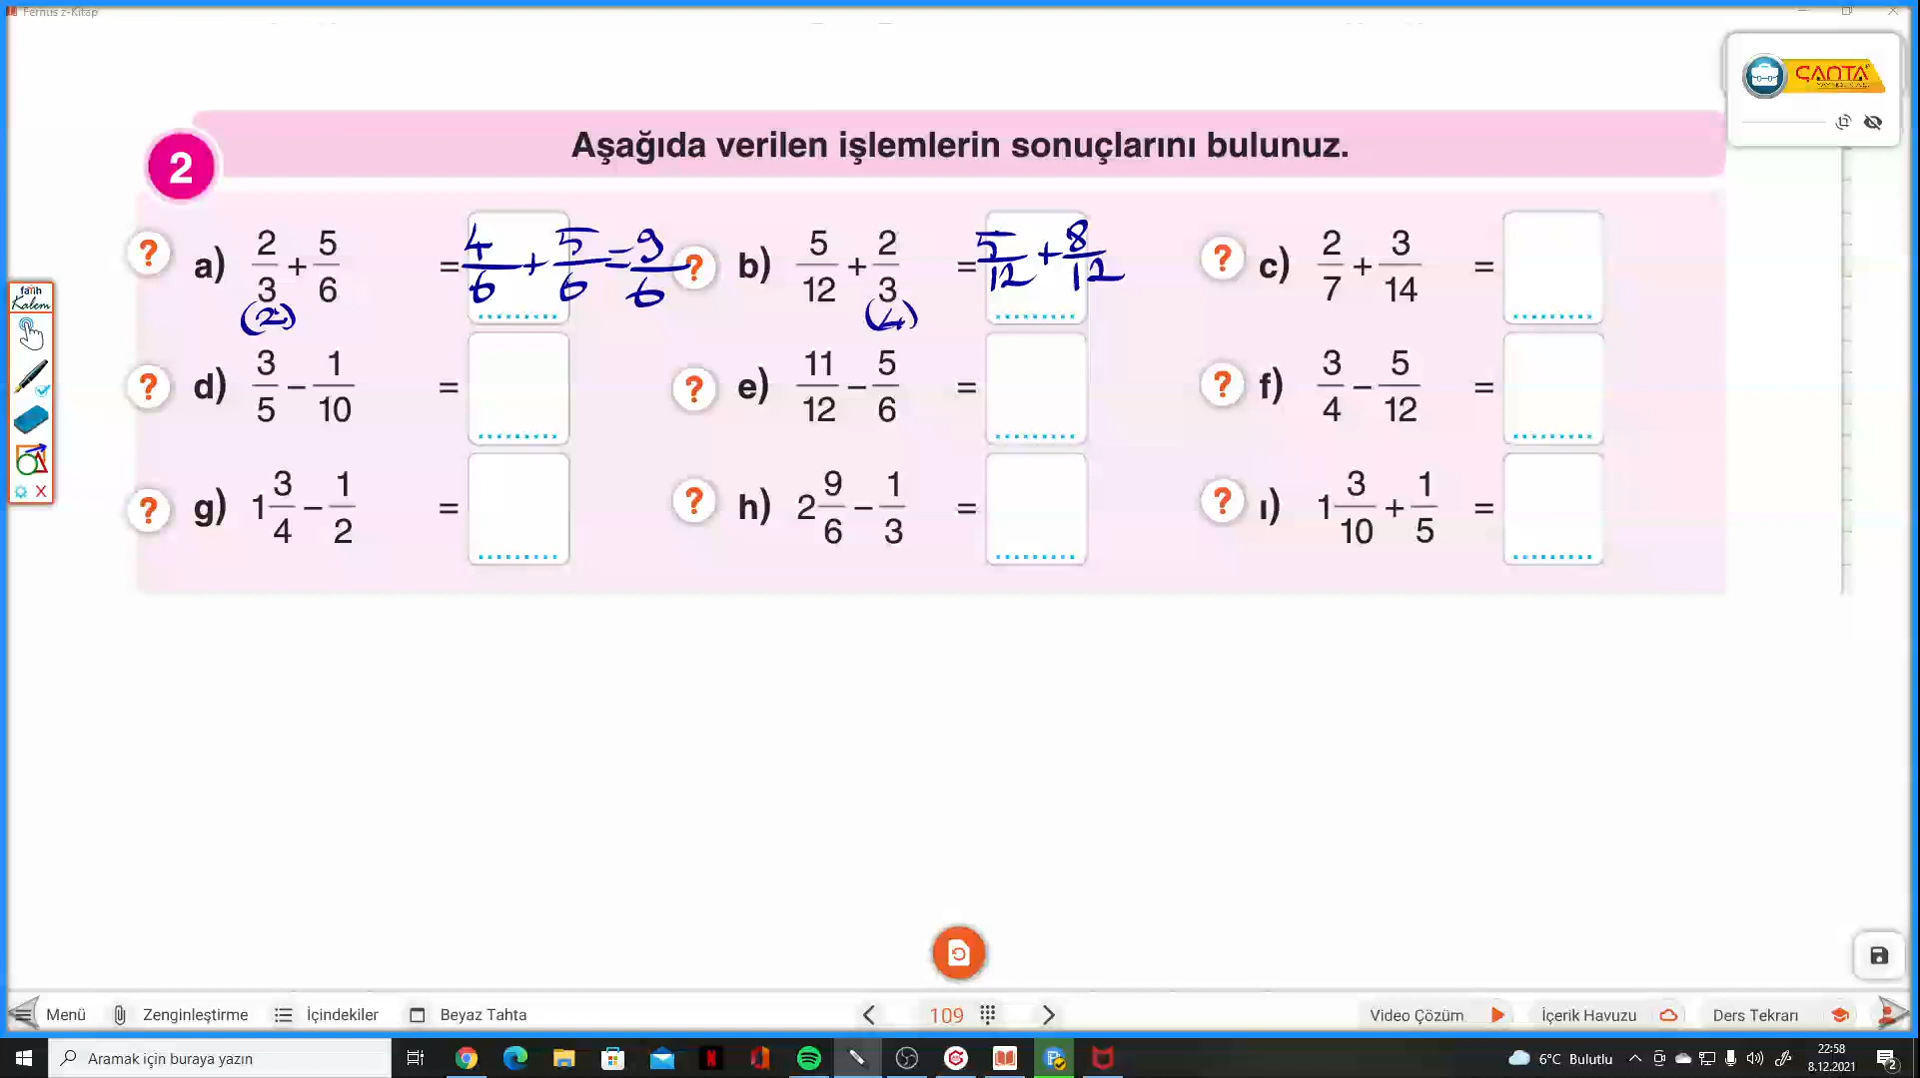 Fernus z-Kitap
ÇANTA
YAYINCILIK
2
Aşağıda verilen işlemlerin sonuçlarını bulunuz.
? a) 2/3 + 5/6 = 4/6 + 5/6 = 9/6
(2)
? b) 5/12 + 2/3 = 5/12 + 8/12
(4)
? c) 2/7 + 3/14 =
? d) 3/5 − 1/10 =
? e) 11/12 − 5/6 =
? f) 3/4 − 5/12 =
? g) 1 3/4 − 1/2 =
? h) 2 9/6 − 1/3 =
? ı) 1 3/10 + 1/5 =
fatih
Kalem
Menü Zenginleştirme İçindekiler Beyaz Tahta 109 Video Çözüm İçerik Havuzu Ders Tekrarı
Aramak için buraya yazın 6°C Bulutlu 22:58
8.12.2021 2